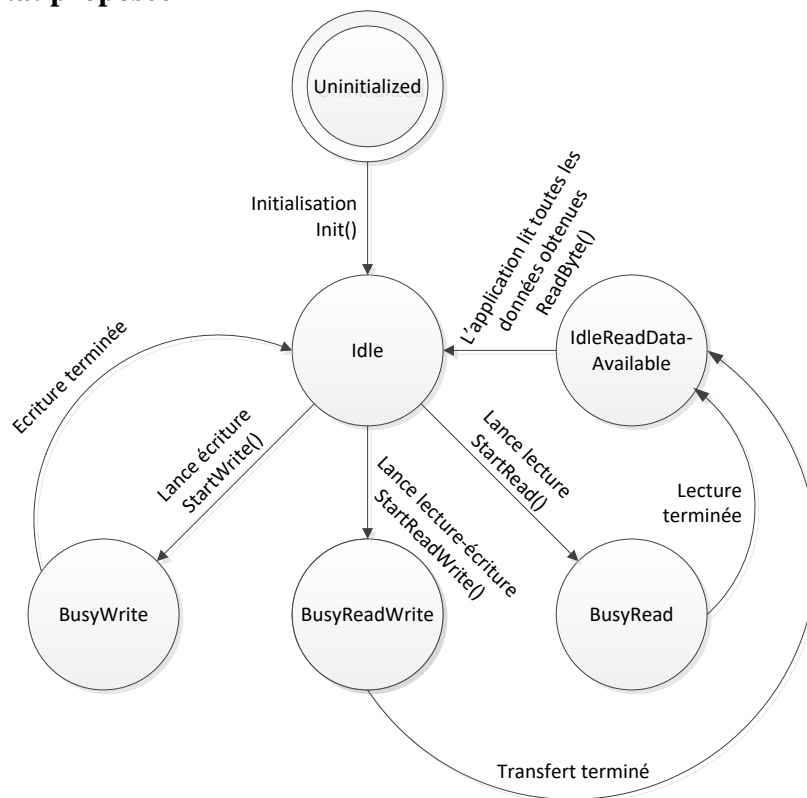 proposée
Uninitialized
Initialisation
Init()
L'application lit toutes les
données obtenues
ReadByte()
Idle
IdleReadData-
Available
Ecriture terminée
Lance écriture
StartWrite()
Lance lecture-écriture
StartReadWrite()
Lance lecture
StartRead()
Lecture
terminée
BusyWrite
BusyReadWrite
BusyRead
Transfert terminé